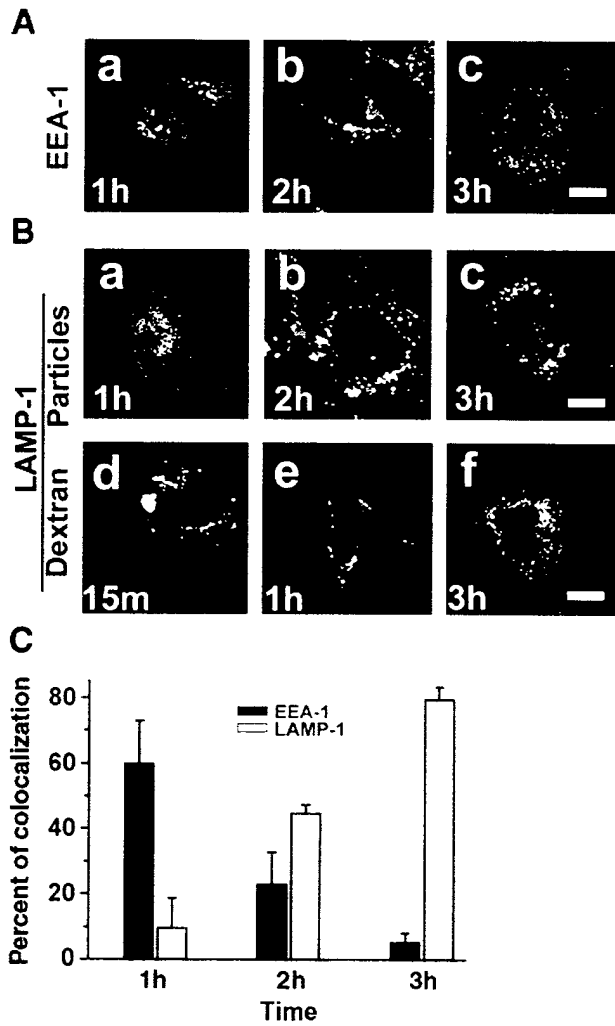 A
EEA-1
a
b
c
1h
2h
3h
B
LAMP-1
Particles
a
b
c
1h
2h
3h
Dextran
d
e
f
15m
1h
3h
C
Percent of colocalization
80
60
40
20
0
EEA-1
LAMP-1
1h
2h
3h
Time